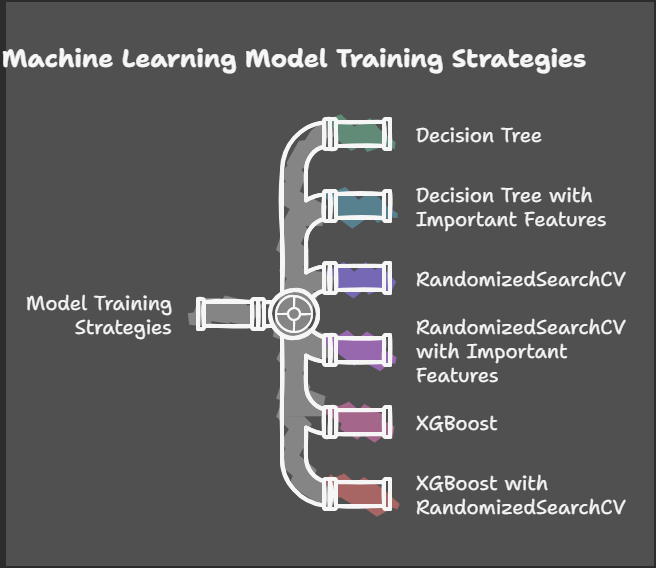 Machine Learning Model Training Strategies
Decision Tree
Decision Tree with
Important Features
RandomizedSearchCV
Model Training
Strategies
RandomizedSearchCV
with Important
Features
XGBoost
XGBoost with
RandomizedSearchCV